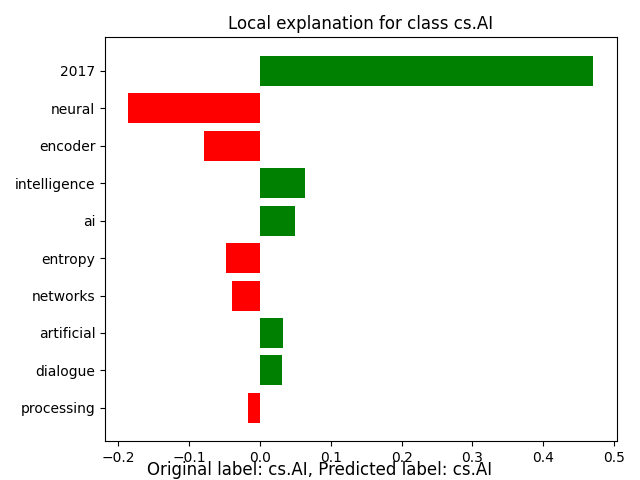 Local explanation for class cs.AI
2017
neural
encoder
intelligence
ai
entropy
networks
artificial
dialogue
processing
−0.2 −0.1 0.0 0.1 0.2 0.3 0.4 0.5
Original label: cs.AI, Predicted label: cs.AI